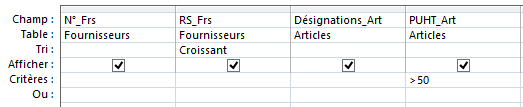 Champ : N°_Frs RS_Frs Désignations_Art PUHT_Art
Table : Fournisseurs Fournisseurs Articles Articles
Tri : Croissant
Afficher :
Critères : >50
Ou :